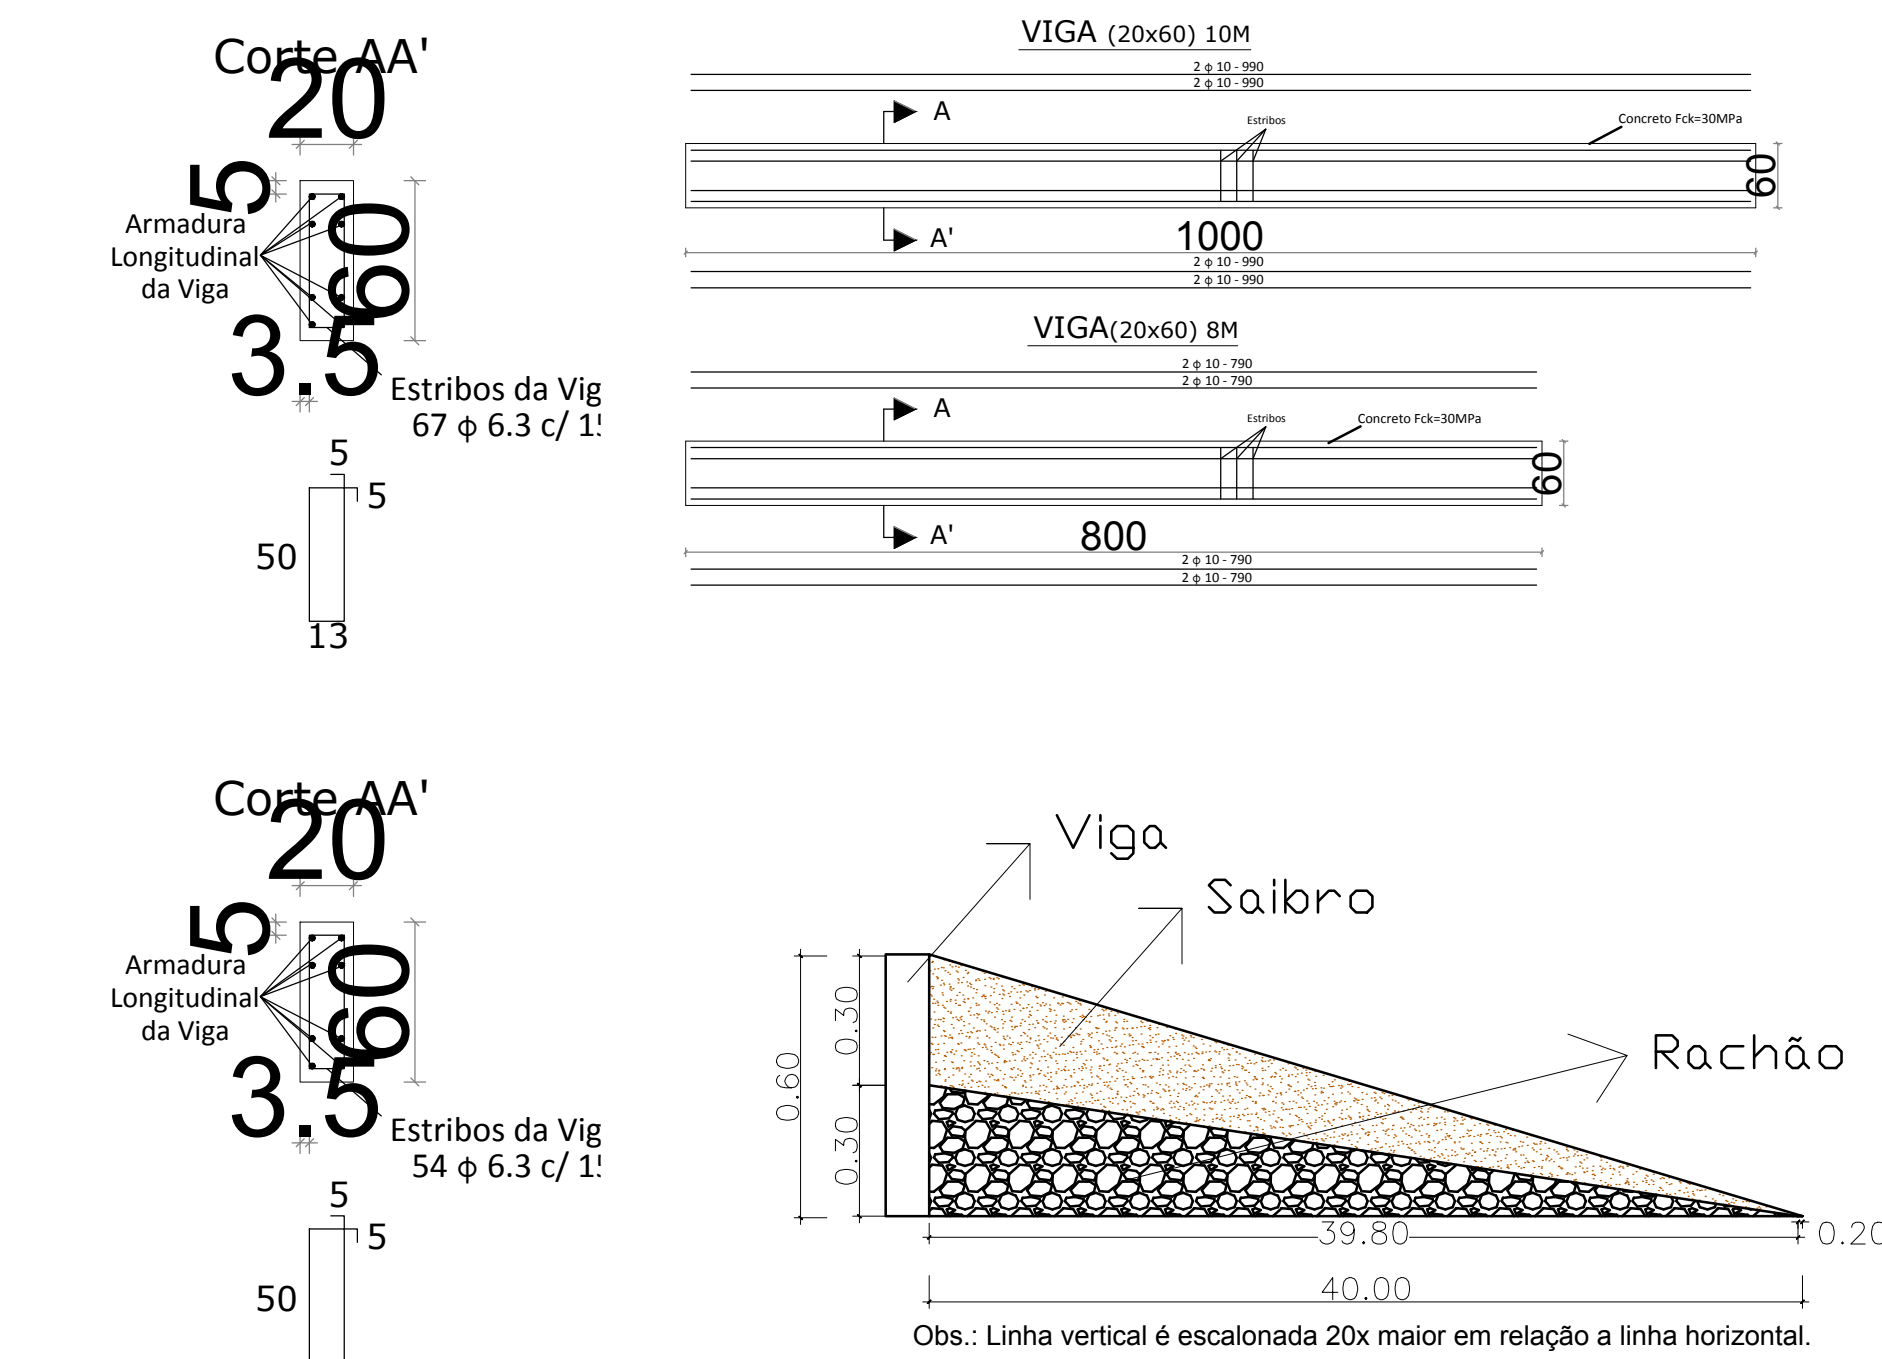 Corte AA'
20
5
Armadura
Longitudinal
da Viga
60
3.5
Estribos da Vig
67 ϕ 6.3 c/ 1
5
5
50
13
VIGA (20x60) 10M
2 ϕ 10 - 990
2 ϕ 10 - 990
A
Estribos
Concreto Fck=30MPa
60
A'
1000
2 ϕ 10 - 990
2 ϕ 10 - 990
VIGA(20x60) 8M
2 ϕ 10 - 790
2 ϕ 10 - 790
A
Estribos
Concreto Fck=30MPa
60
A'
800
2 ϕ 10 - 790
2 ϕ 10 - 790
Corte AA'
20
5
Armadura
Longitudinal
da Viga
60
3.5
Estribos da Vig
54 ϕ 6.3 c/ 1
5
5
50
Viga
Saibro
Rachão
0.60
0.30
0.30
39.80
0.20
40.00
Obs.: Linha vertical é escalonada 20x maior em relação a linha horizontal.